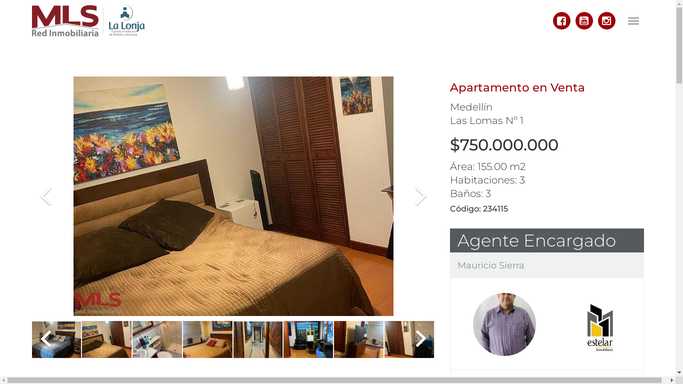 MLS
Red Inmobiliaria
La Lonja
Apartamento en Venta
Medellín
Las Lomas Nº 1
$750.000.000
Área: 155.00 m2
Habitaciones: 3
Baños: 3
Código: 234115
MLS
Agente Encargado
Mauricio Sierra
estelar